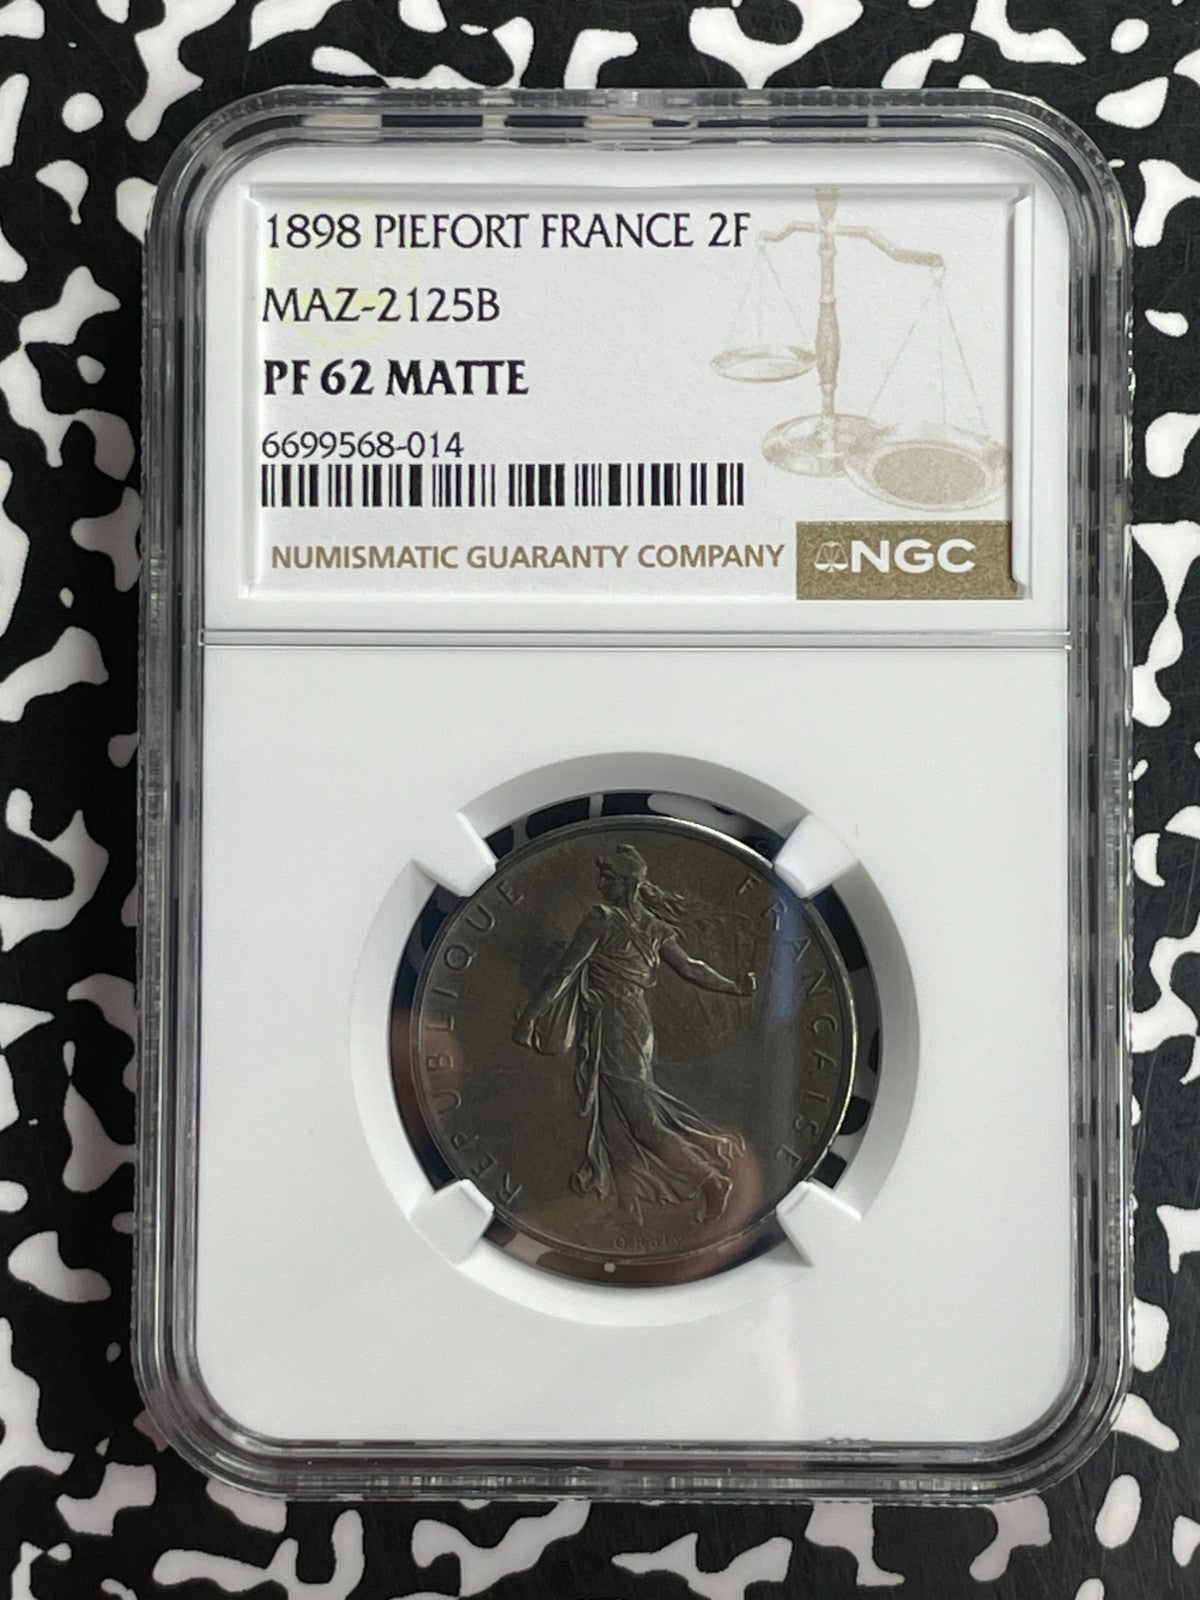 1898 PIEFORT FRANCE 2F
MAZ-2125B
PF 62 MATTE
6699568-014
NUMISMATIC GUARANTY COMPANY
NGC
REPUBLIQUE FRANÇAISE
O Roty